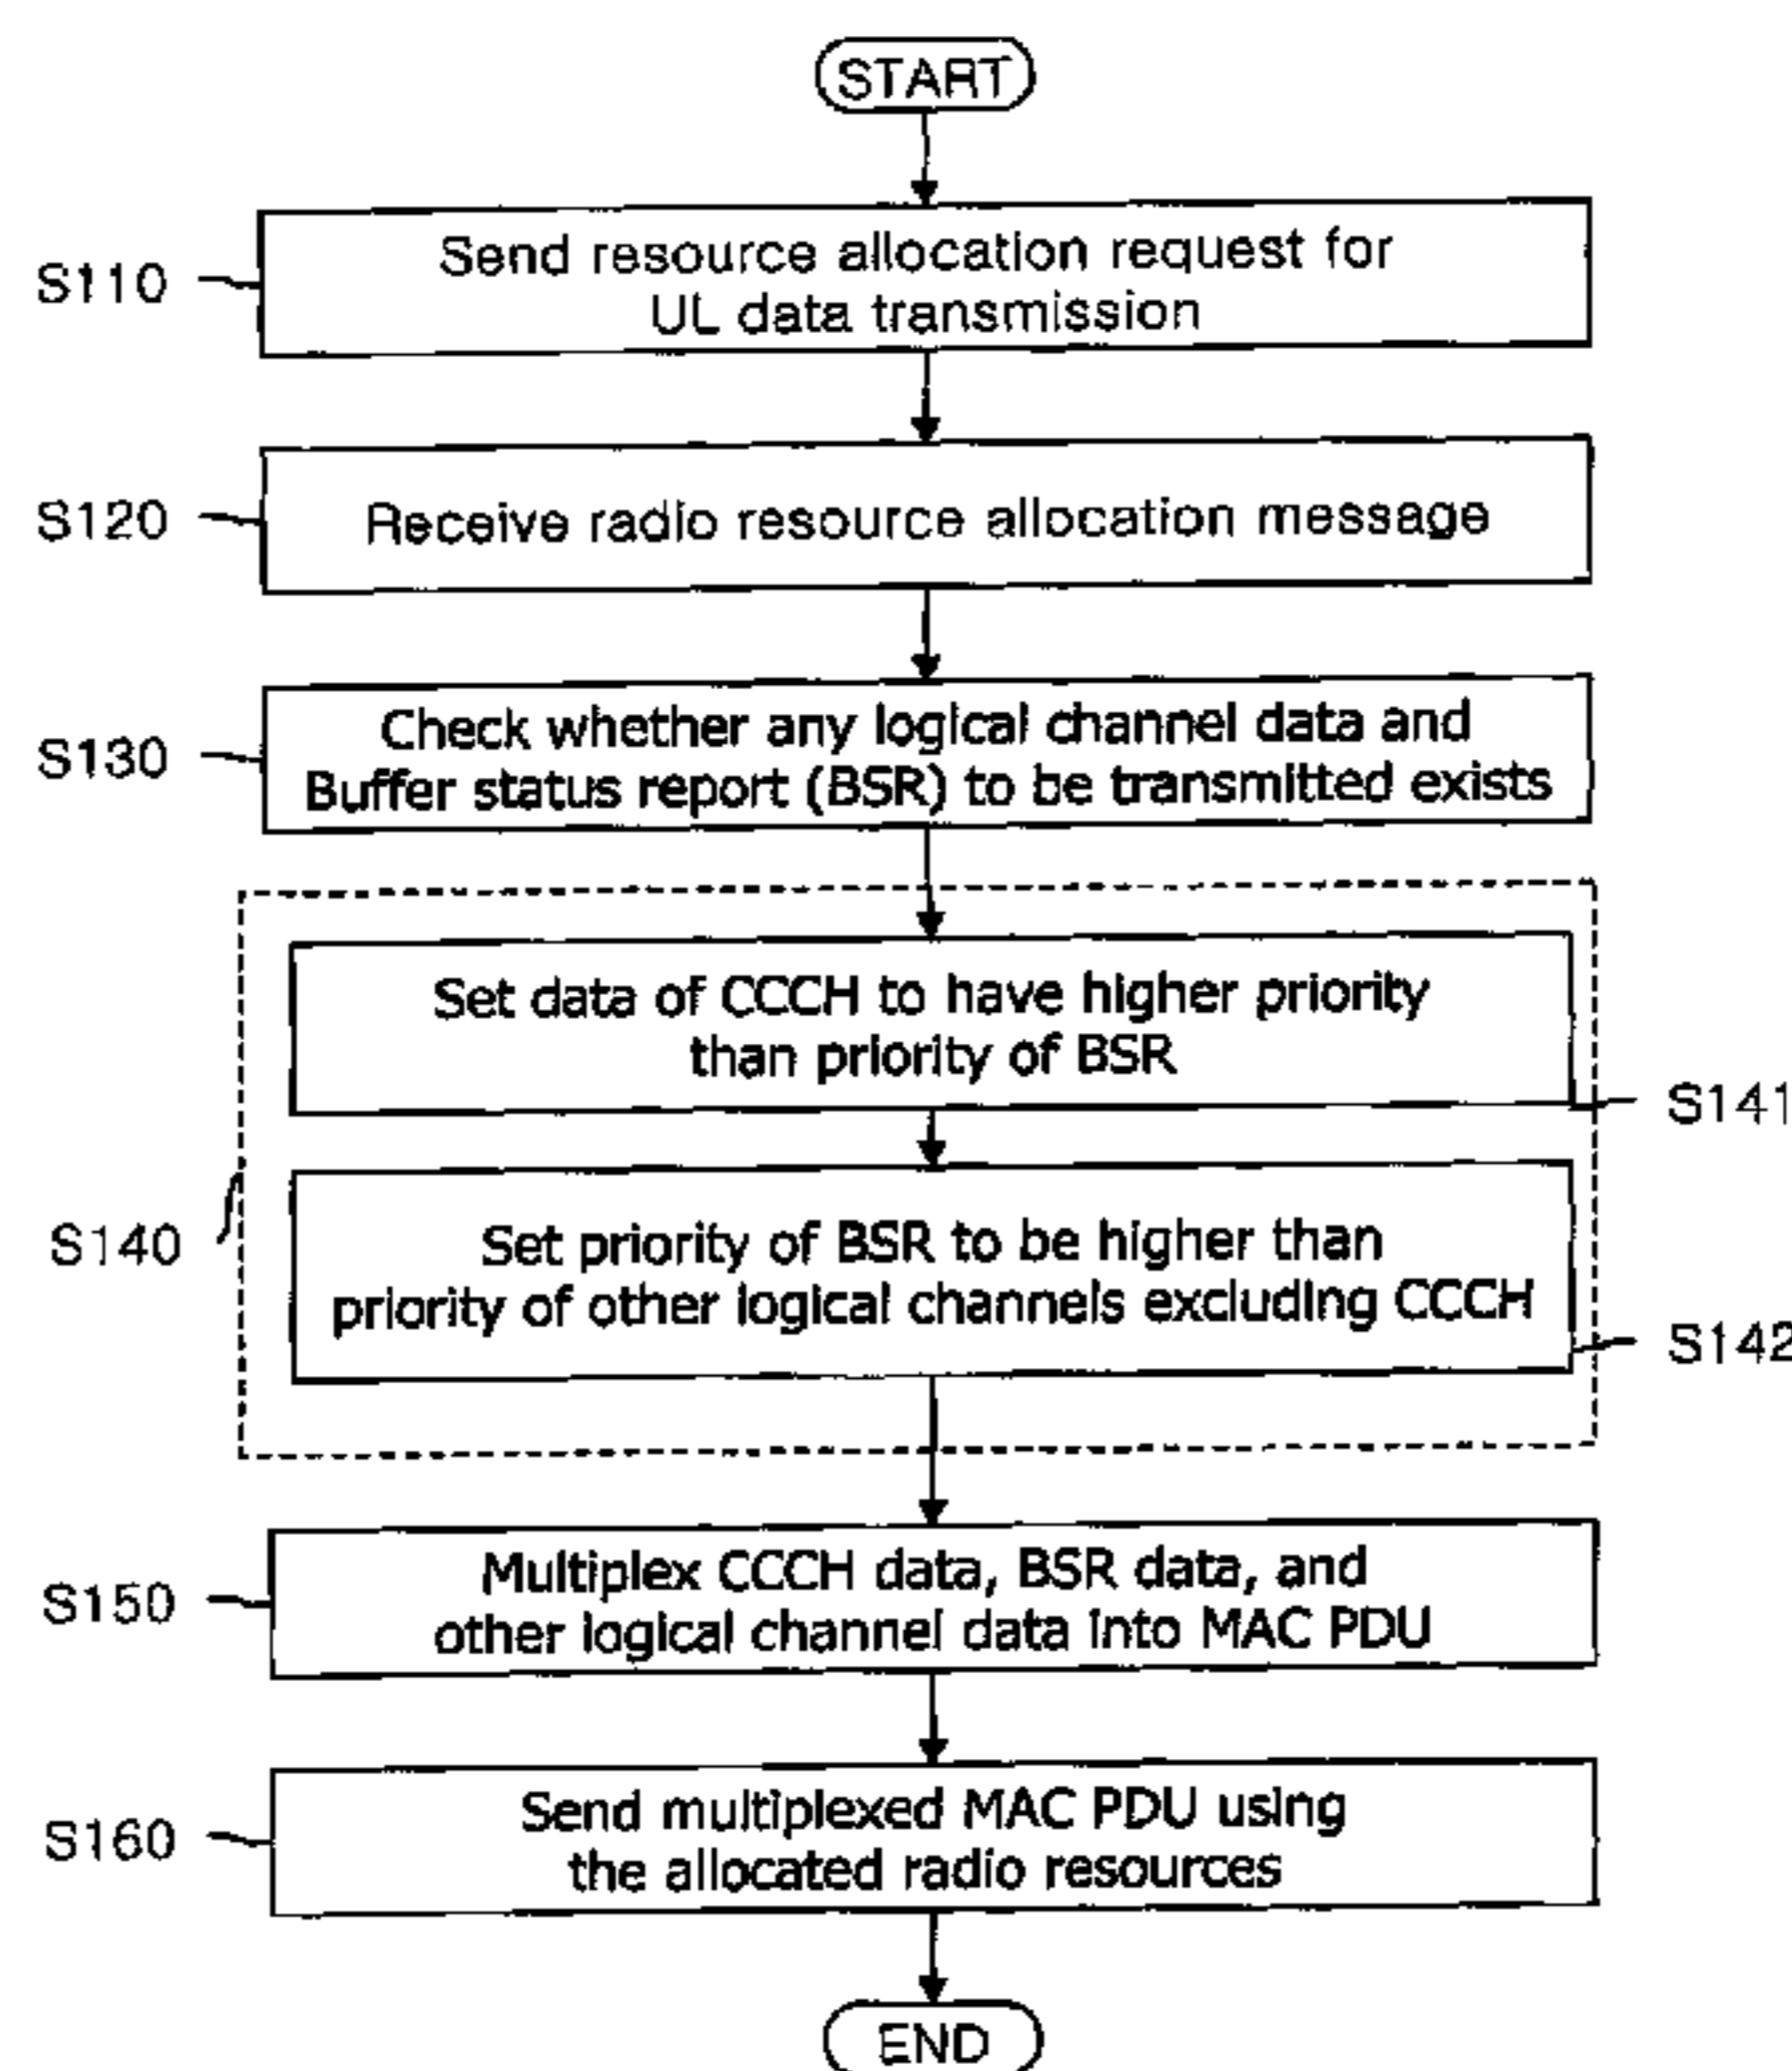 START
S110
Send resource allocation request for
UL data transmission
S120
Receive radio resource allocation message
S130
Check whether any logical channel data and
Buffer status report (BSR) to be transmitted exists
S140
Set data of CCCH to have higher priority
than priority of BSR
S141
Set priority of BSR to be higher than
priority of other logical channels excluding CCCH
S142
S150
Multiplex CCCH data, BSR data, and
other logical channel data into MAC PDU
S160
Send multiplexed MAC PDU using
the allocated radio resources
END